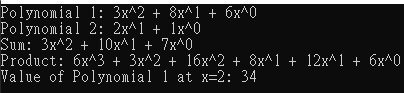 Polynomial 1: 3x^2 + 8x^1 + 6x^0
Polynomial 2: 2x^1 + 1x^0
Sum: 3x^2 + 10x^1 + 7x^0
Product: 6x^3 + 3x^2 + 16x^2 + 8x^1 + 12x^1 + 6x^0
Value of Polynomial 1 at x=2: 34